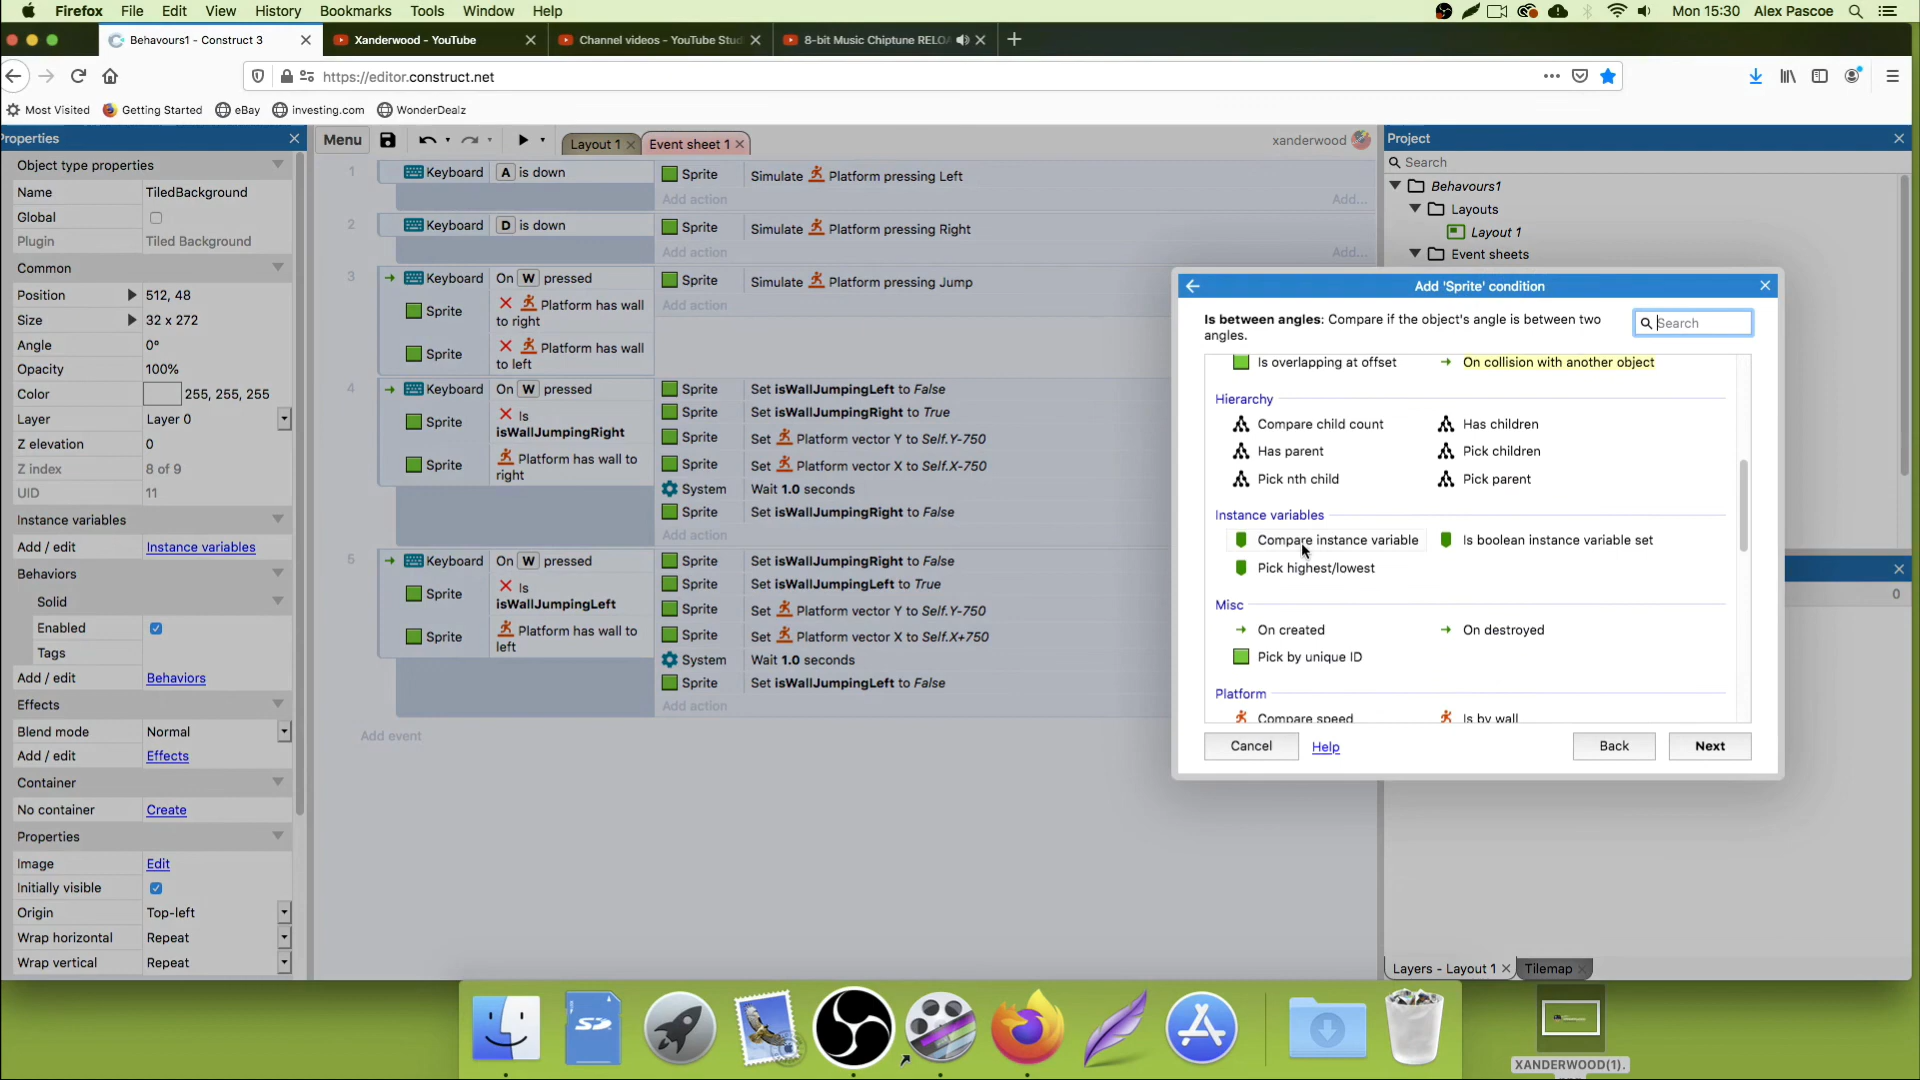 Firefox File Edit View History Bookmarks Tools Window Help Mon 15:30 Alex Pascoe
Behavours1 - Construct 3 Xanderwood - YouTube Channel videos - YouTube Stud 8-bit Music Chiptune RELO
https://editor.construct.net
Most Visited Getting Started eBay investing.com WonderDealz
Properties
Object type properties
Name TiledBackground
Global
Plugin Tiled Background
Common
Position 512, 48
Size 32 x 272
Angle 0°
Opacity 100%
Color 255, 255, 255
Layer Layer 0
Z elevation 0
Z index 8 of 9
UID 11
Instance variables
Add / edit Instance variables
Behaviors
Solid
Enabled
Tags
Add / edit Behaviors
Effects
Blend mode Normal
Add / edit Effects
Container
No container Create
Properties
Image Edit
Initially visible
Origin Top-left
Wrap horizontal Repeat
Wrap vertical Repeat
Menu Layout 1 Event sheet 1 xanderwood
1 Keyboard A is down Sprite Simulate Platform pressing Left
Add action Add...
2 Keyboard D is down Sprite Simulate Platform pressing Right
Add action Add...
3 Keyboard On W pressed Sprite Simulate Platform pressing Jump
Sprite Platform has wall to right Add action
Sprite Platform has wall to left
4 Keyboard On W pressed Sprite Set isWallJumpingLeft to False
Sprite Is isWallJumpingRight Sprite Set isWallJumpingRight to True
Sprite Set Platform vector Y to Self.Y-750
Sprite Platform has wall to right Sprite Set Platform vector X to Self.X-750
System Wait 1.0 seconds
Sprite Set isWallJumpingRight to False
Add action
5 Keyboard On W pressed Sprite Set isWallJumpingRight to False
Sprite Is isWallJumpingLeft Sprite Set isWallJumpingLeft to True
Sprite Set Platform vector Y to Self.Y-750
Sprite Platform has wall to left Sprite Set Platform vector X to Self.X+750
System Wait 1.0 seconds
Sprite Set isWallJumpingLeft to False
Add action
Add event
Project
Search
Behavours1
Layouts
Layout 1
Event sheets
Add 'Sprite' condition
Is between angles: Compare if the object's angle is between two
angles.
Search
Is overlapping at offset On collision with another object
Hierarchy
Compare child count Has children
Has parent Pick children
Pick nth child Pick parent
Instance variables
Compare instance variable Is boolean instance variable set
Pick highest/lowest
Misc
On created On destroyed
Pick by unique ID
Platform
Compare speed Is by wall
Cancel Help Back Next
0
Layers - Layout 1 Tilemap
SD
XANDERWOOD(1).